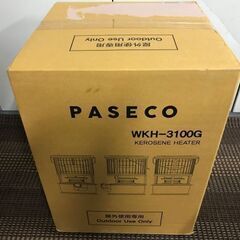 屋外使用専用
Outdoor Use Only
PASECO
WKH-3100G
KEROSENE HEATER
屋外使用専用
Outdoor Use Only